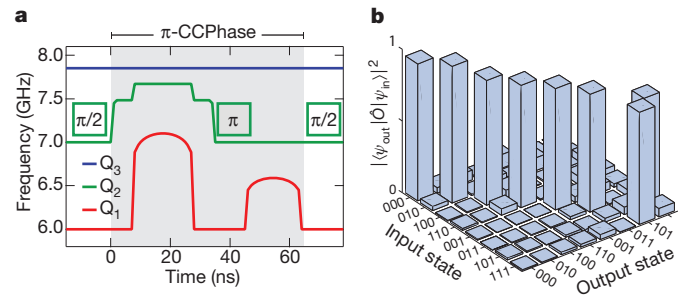 a
π-CCPhase
Frequency (GHz)
8.0
7.5
7.0
6.5
6.0
π/2
π
π/2
Q3
Q2
Q1
0
20
40
60
Time (ns)
b
|⟨ψout|Ô|ψin⟩|²
1
0
000
010
100
110
001
011
101
111
Input state
000
010
100
110
001
011
101
Output state